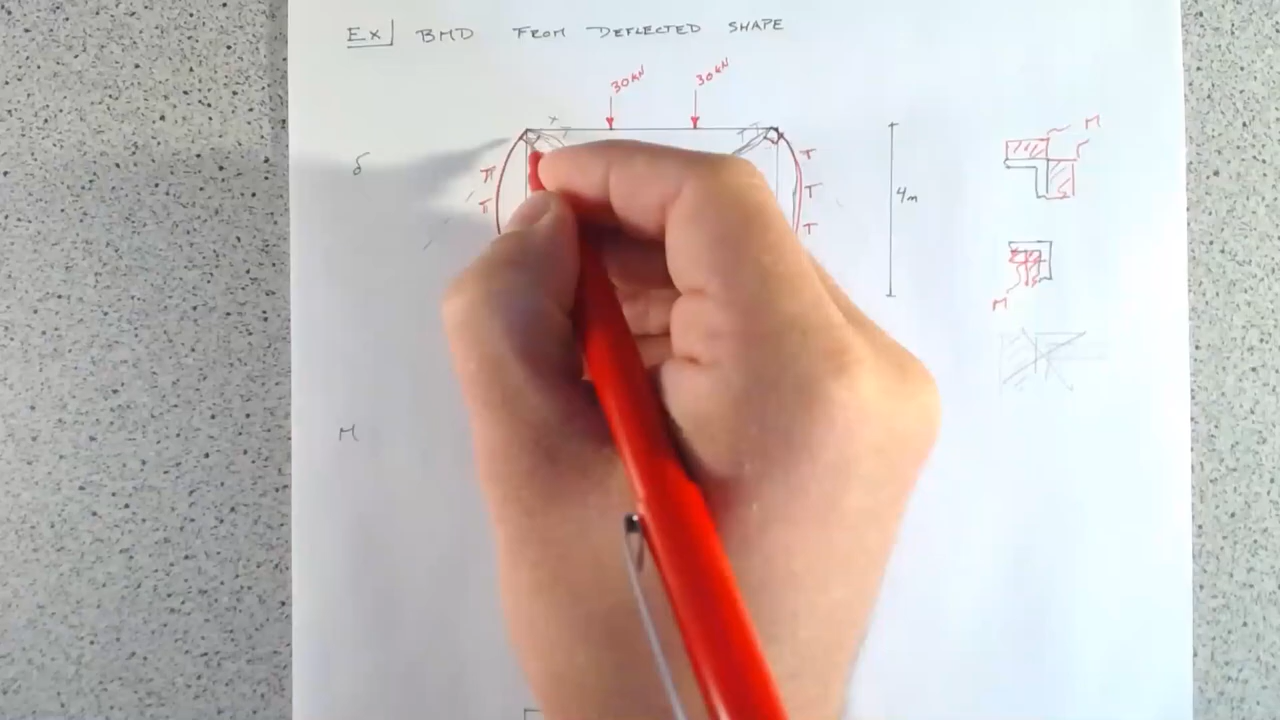 Ex BMD FROM DEFLECTED SHAPE
30kN 30kN
δ
T T
T T
T
4m
M
M
M